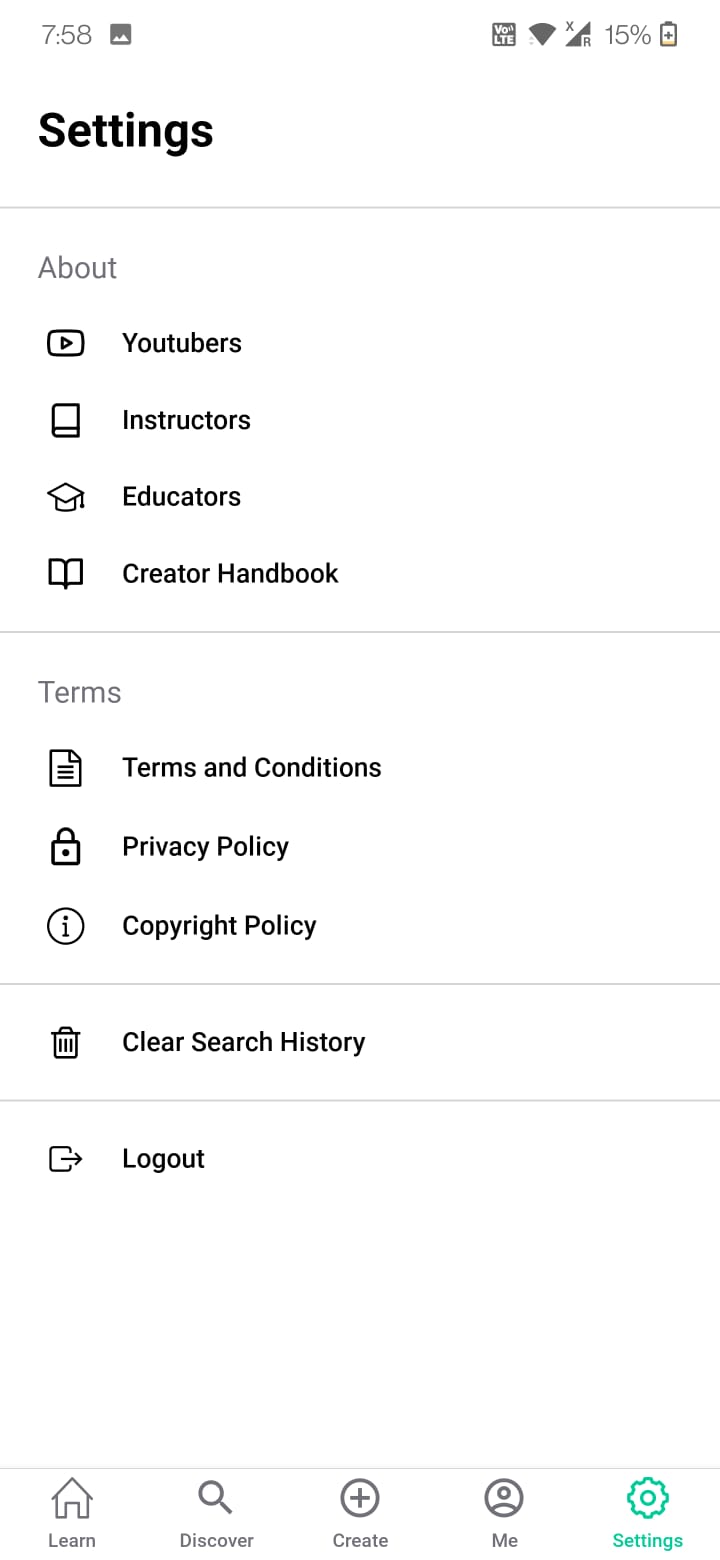 7:58 Vo)) LTE X R 15%
Settings
About
Youtubers
Instructors
Educators
Creator Handbook
Terms
Terms and Conditions
Privacy Policy
Copyright Policy
Clear Search History
Logout
Learn Discover Create Me Settings